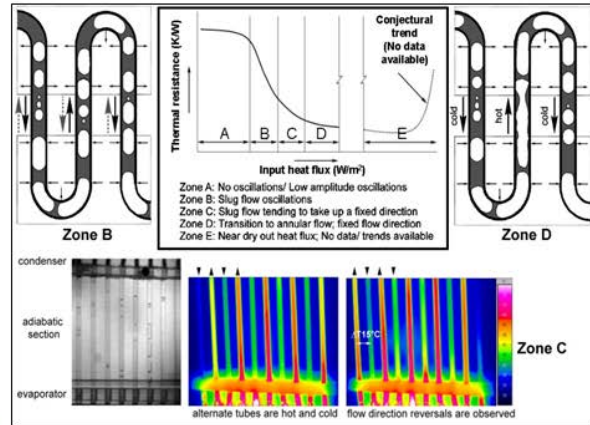 Zone B
Thermal resistance (K/W)
Conjectural
trend
(No data
available)
A
B
C
D
E
Input heat flux (W/m²)
Zone A: No oscillations/ Low amplitude oscillations
Zone B: Slug flow oscillations
Zone C: Slug flow tending to take up a fixed direction
Zone D: Transition to annular flow; fixed flow direction
Zone E: Near dry out heat flux; No data/ trends available
cold
hot
cold
Zone D
condenser
adiabatic
section
evaporator
alternate tubes are hot and cold
ΔT15°C
flow direction reversals are observed
Zone C